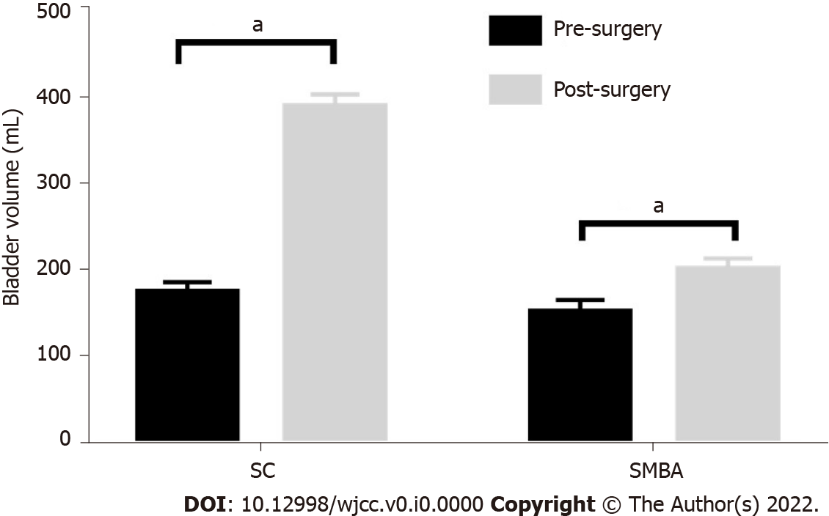 500
400
300
200
100
0
Bladder volume (mL)
a
a
Pre-surgery
Post-surgery
SC
SMBA
DOI: 10.12998/wjcc.v0.i0.0000 Copyright © The Author(s) 2022.